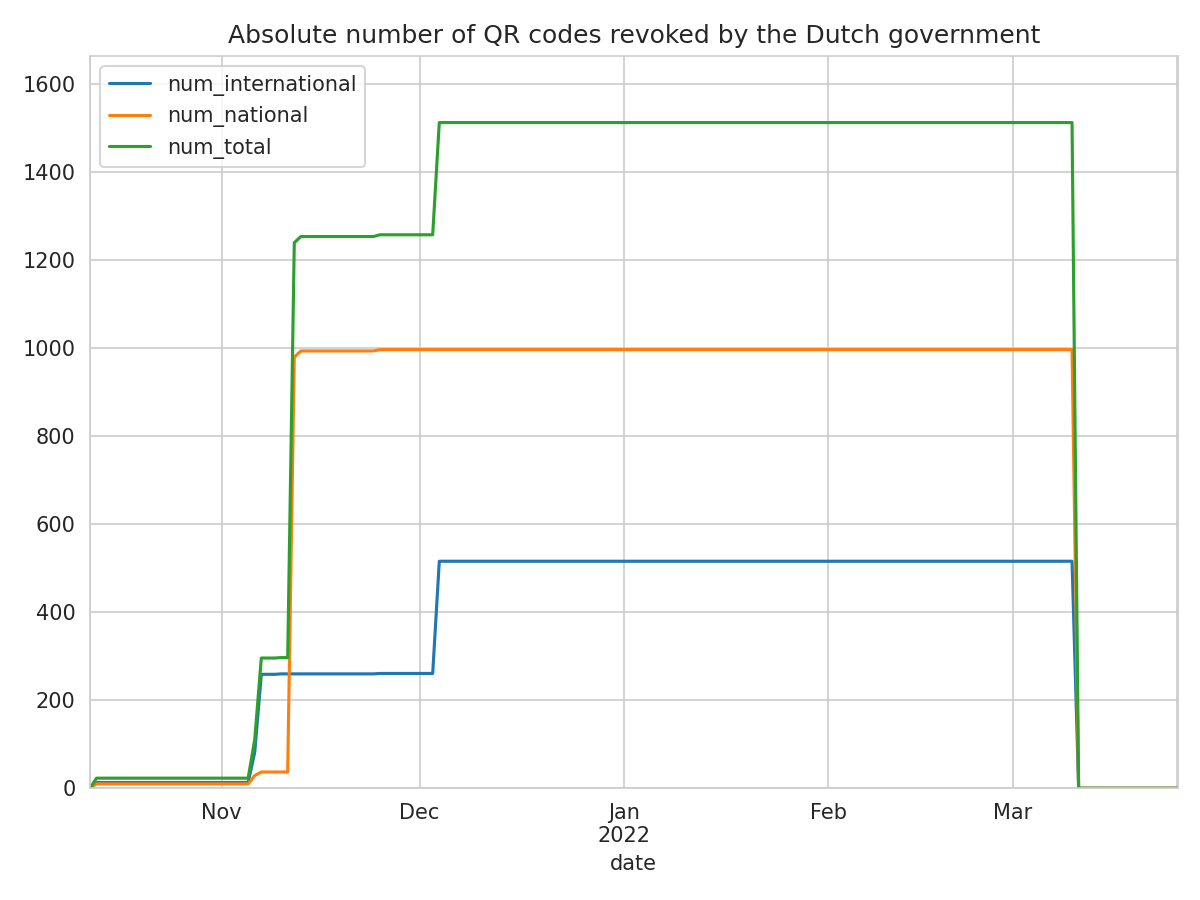 Absolute number of QR codes revoked by the Dutch government
num_international
num_national
num_total
1600
1400
1200
1000
800
600
400
200
0
Nov
Dec
Jan
2022
Feb
Mar
date